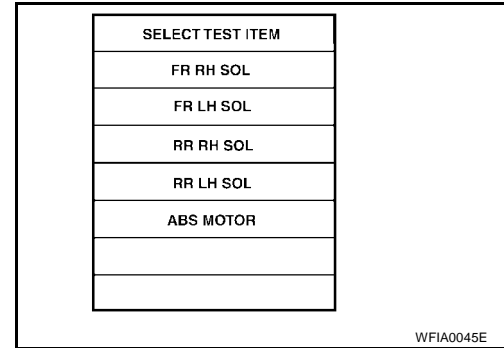 SELECT TEST ITEM
FR RH SOL
FR LH SOL
RR RH SOL
RR LH SOL
ABS MOTOR
WFIA0045E